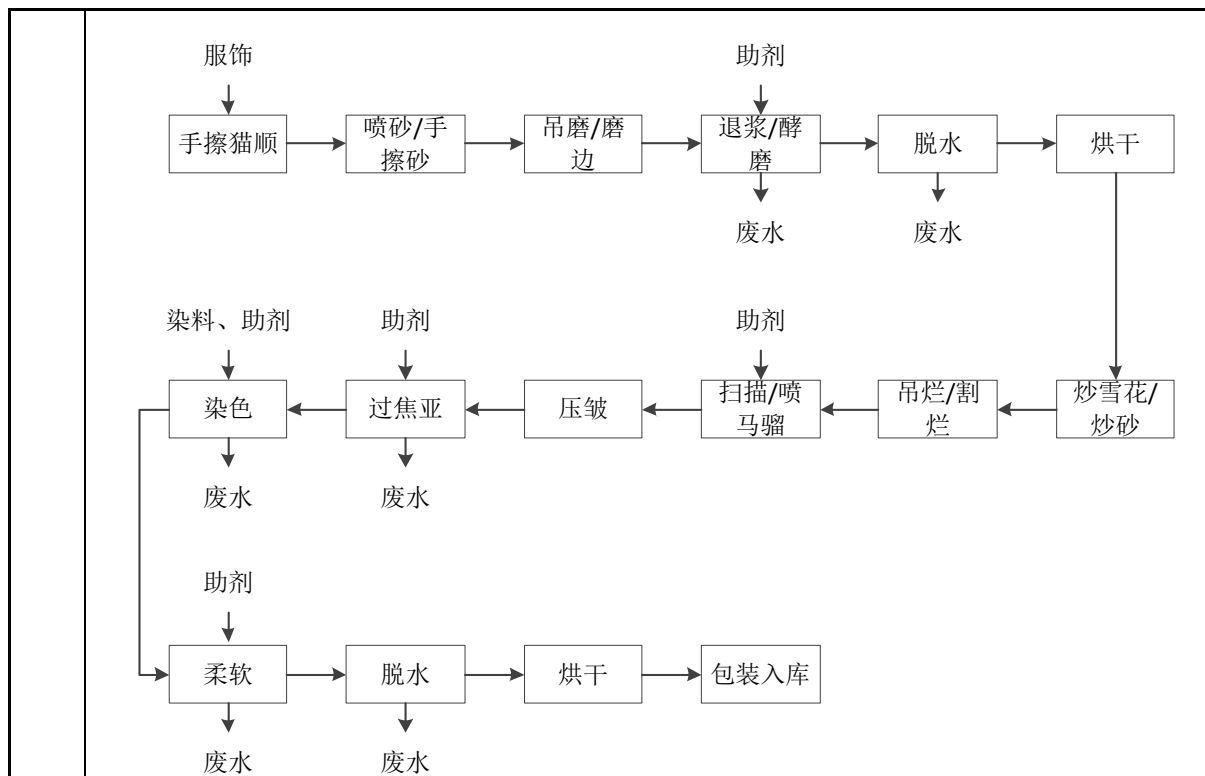 服饰
助剂
手擦猫顺
喷砂/手
擦砂
吊磨/磨
边
退浆/酵
磨
脱水
烘干
废水
废水
染料、助剂
助剂
助剂
染色
过焦亚
压皱
扫描/喷
马骝
吊烂/割
烂
炒雪花/
炒砂
废水
废水
助剂
柔软
脱水
烘干
包装入库
废水
废水